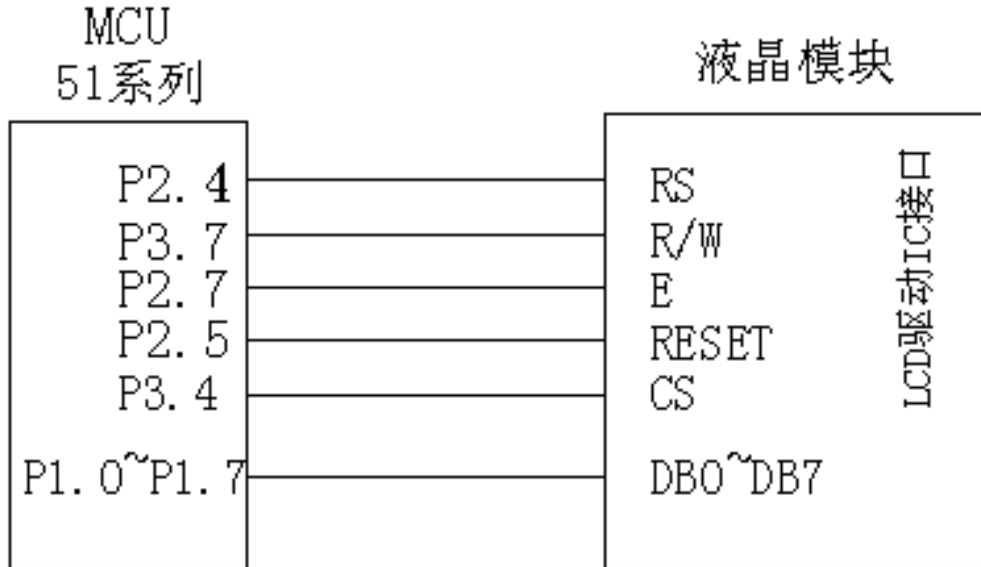 MCU
51系列
液晶模块
P2.4
RS
P3.7
R/W
P2.7
E
P2.5
RESET
P3.4
CS
P1.0~P1.7
DB0~DB7
LCD驱动IC接口